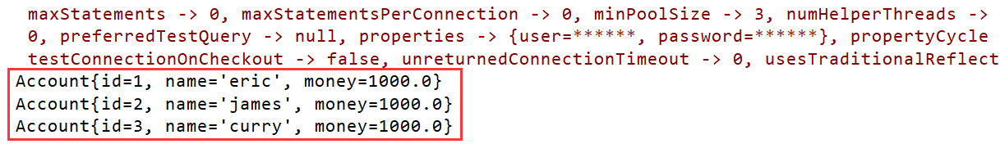 maxStatements -> 0, maxStatementsPerConnection -> 0, minPoolSize -> 3, numHelperThreads ->
0, preferredTestQuery -> null, properties -> {user=******, password=******}, propertyCycle
testConnectionOnCheckout -> false, unreturnedConnectionTimeout -> 0, usesTraditionalReflect
Account{id=1, name='eric', money=1000.0}
Account{id=2, name='james', money=1000.0}
Account{id=3, name='curry', money=1000.0}